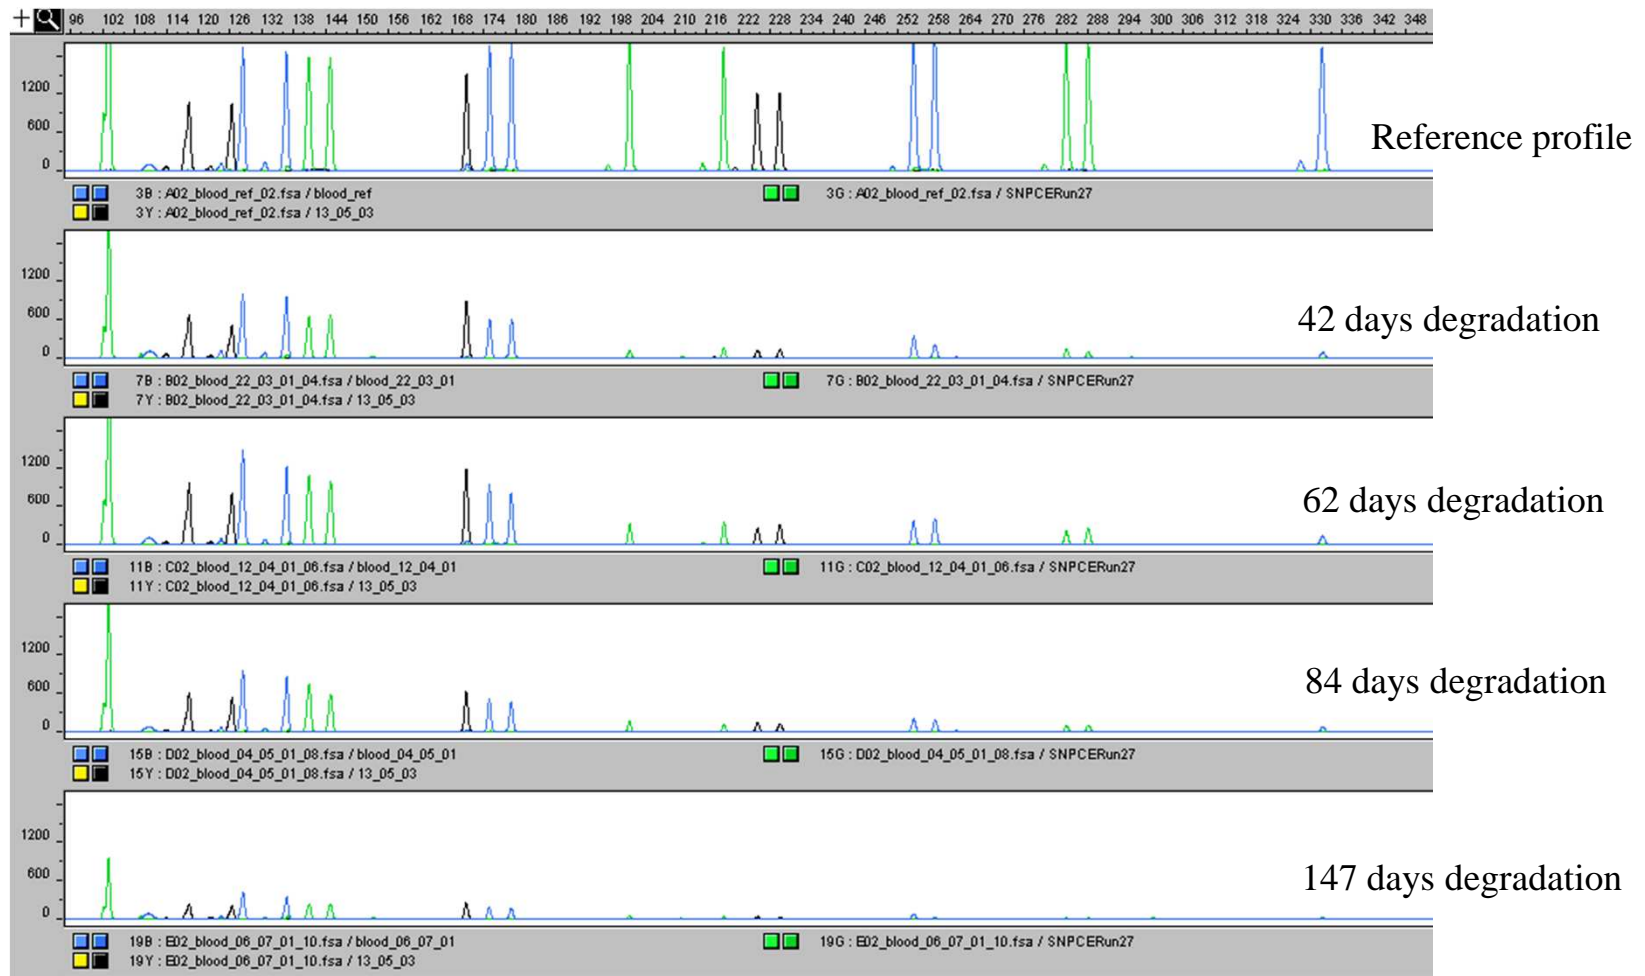 96 102 108 114 120 126 132 138 144 150 156 162 168 174 180 186 192 198 204 210 216 222 228 234 240 246 252 258 264 270 276 282 288 294 300 306 312 318 324 330 336 342 348
1200
600
0
Reference profile
3B : A02_blood_ref_02.fsa / blood_ref 3G : A02_blood_ref_02.fsa / SNPCERun27
3Y : A02_blood_ref_02.fsa / 13_05_03
1200
600
0
42 days degradation
7B : B02_blood_22_03_01_04.fsa / blood_22_03_01 7G : B02_blood_22_03_01_04.fsa / SNPCERun27
7Y : B02_blood_22_03_01_04.fsa / 13_05_03
1200
600
0
62 days degradation
11B : C02_blood_12_04_01_06.fsa / blood_12_04_01 11G : C02_blood_12_04_01_06.fsa / SNPCERun27
11Y : C02_blood_12_04_01_06.fsa / 13_05_03
1200
600
0
84 days degradation
15B : D02_blood_04_05_01_08.fsa / blood_04_05_01 15G : D02_blood_04_05_01_08.fsa / SNPCERun27
15Y : D02_blood_04_05_01_08.fsa / 13_05_03
1200
600
0
147 days degradation
19B : E02_blood_06_07_01_10.fsa / blood_06_07_01 19G : E02_blood_06_07_01_10.fsa / SNPCERun27
19Y : E02_blood_06_07_01_10.fsa / 13_05_03